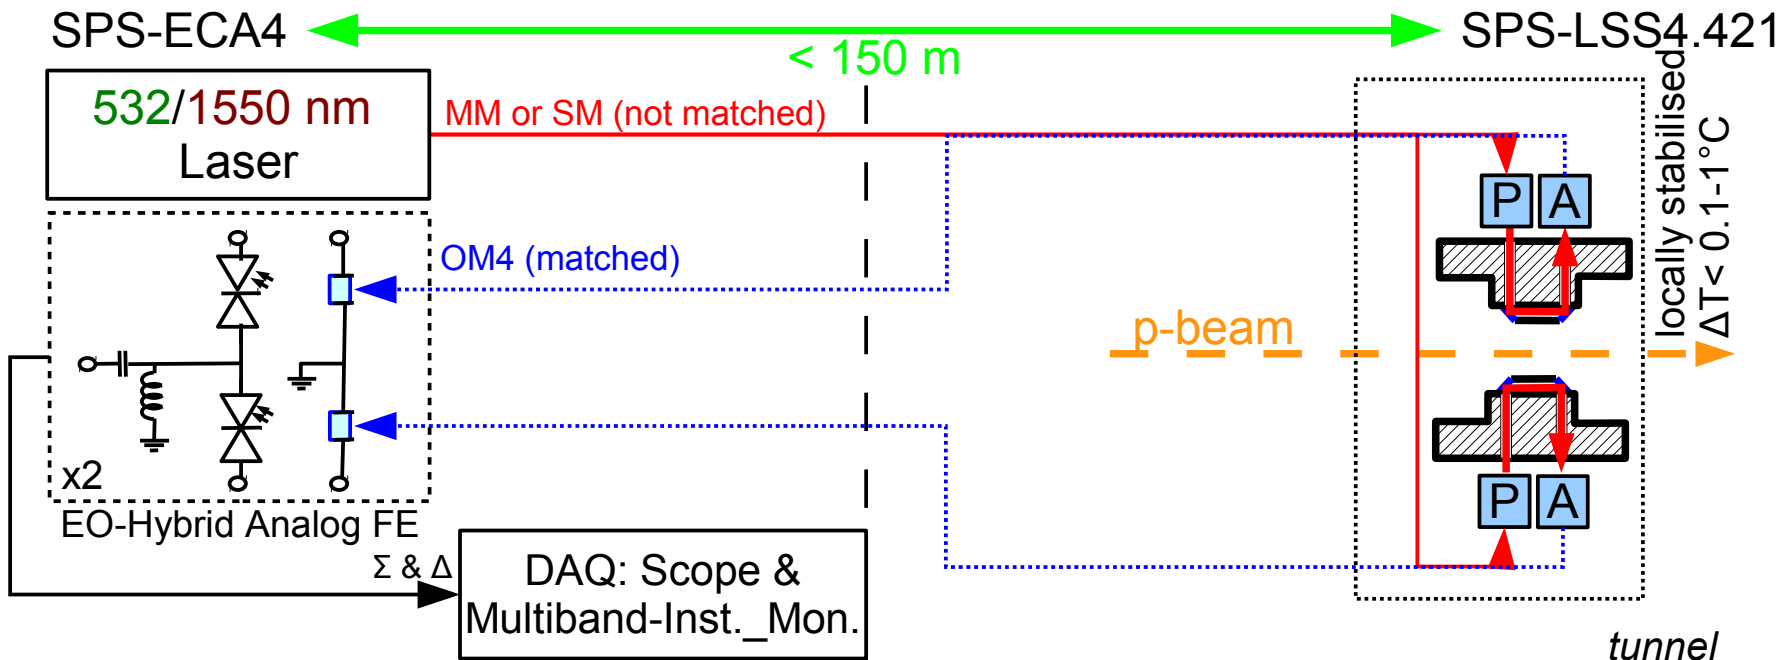 SPS-ECA4
SPS-LSS4.421
< 150 m
532/1550 nm
Laser
MM or SM (not matched)
OM4 (matched)
P
A
locally stabilised
ΔT< 0.1-1°C
p-beam
P
A
x2
EO-Hybrid Analog FE
Σ & Δ
DAQ: Scope &
Multiband-Inst._Mon.
tunnel